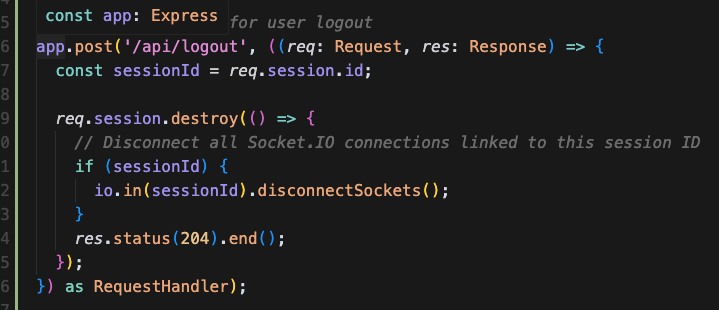 const app: Express
5 for user logout
6 app.post('/api/logout', ((req: Request, res: Response) => {
7 const sessionId = req.session.id;
8
9 req.session.destroy(() => {
0 // Disconnect all Socket.IO connections linked to this session ID
1 if (sessionId) {
2 io.in(sessionId).disconnectSockets();
3 }
4 res.status(204).end();
5 });
6 }) as RequestHandler);